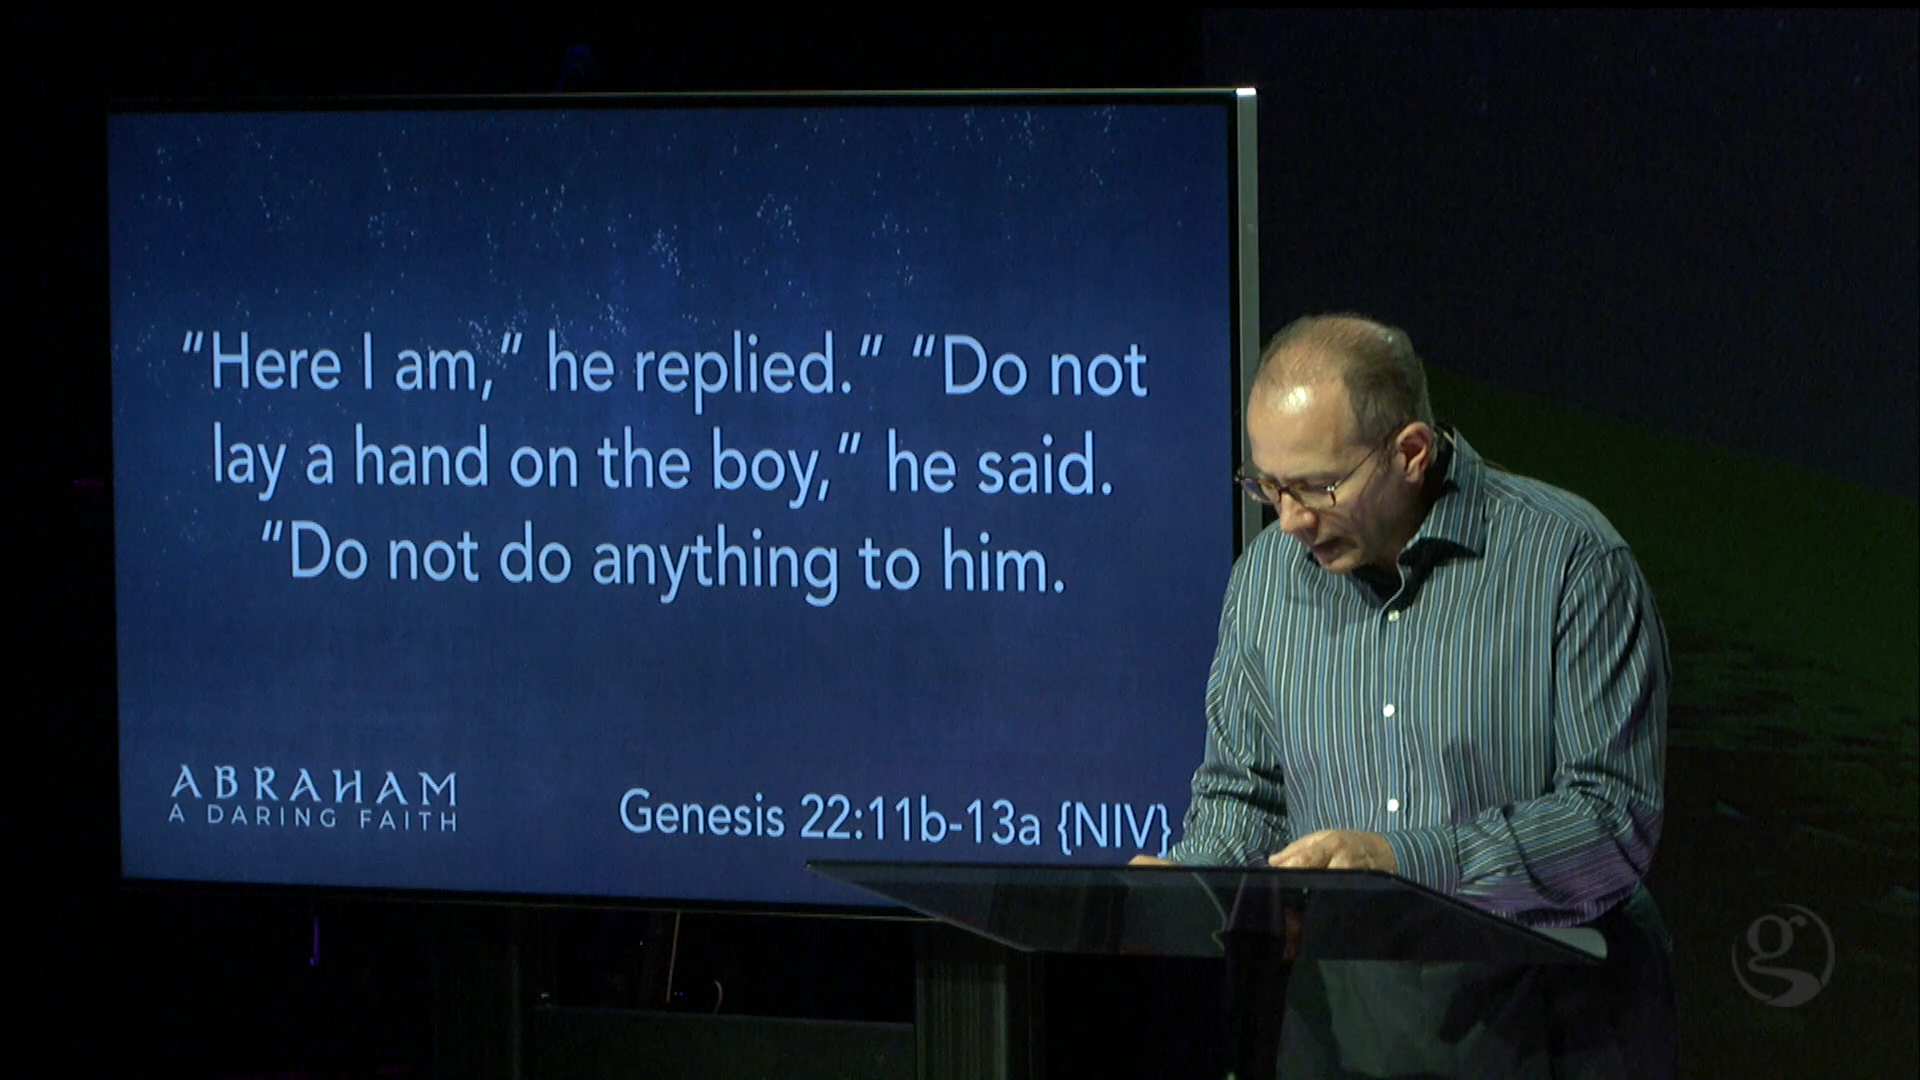 “Here I am,” he replied.” “Do not
lay a hand on the boy,” he said.
“Do not do anything to him.
ABRAHAM
A DARING FAITH
Genesis 22:11b-13a {NIV}
g